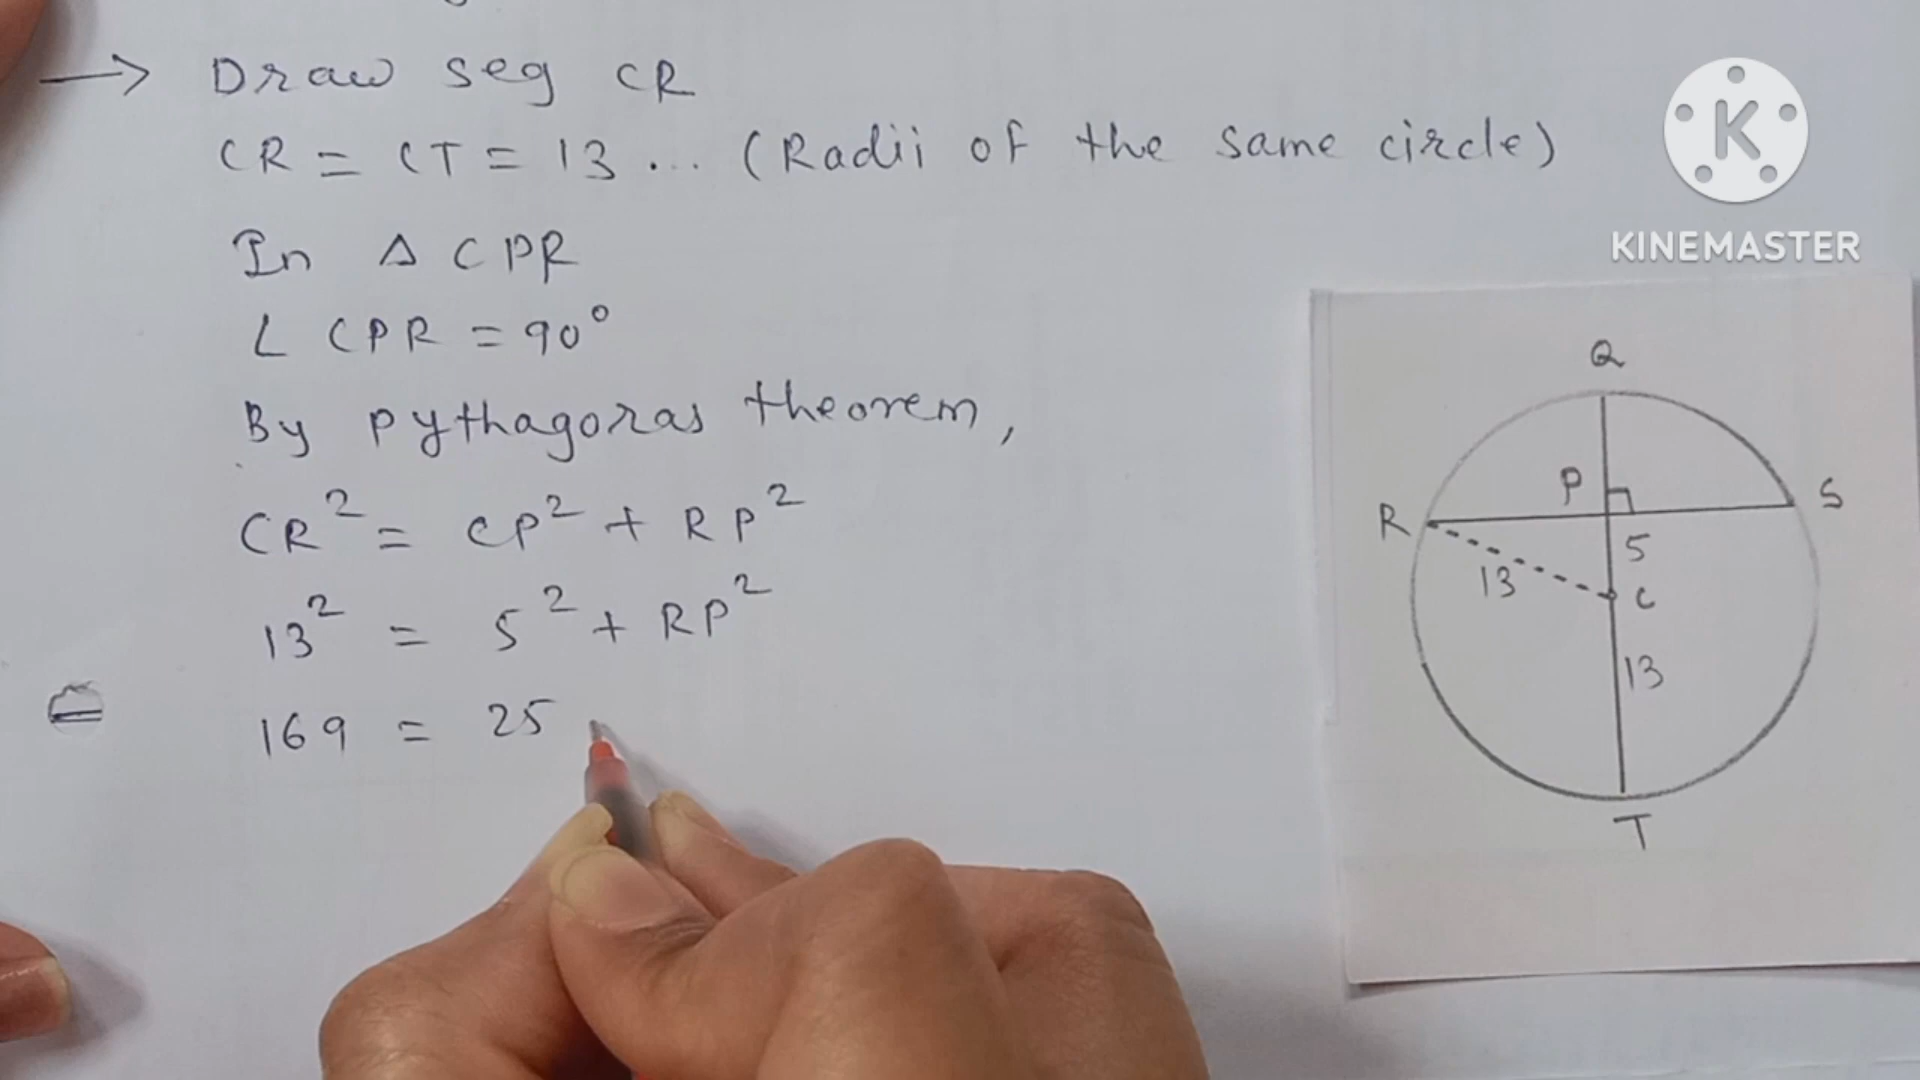 → Draw seg CR
CR = CT = 13 ... (Radii of the same circle)
In Δ CPR
∠ CPR = 90°
By pythagoras theorem,
CR² = CP² + RP²
13² = 5² + RP²
169 = 25
K
KINEMASTER
Q
P
S
R
5
13
C
13
T